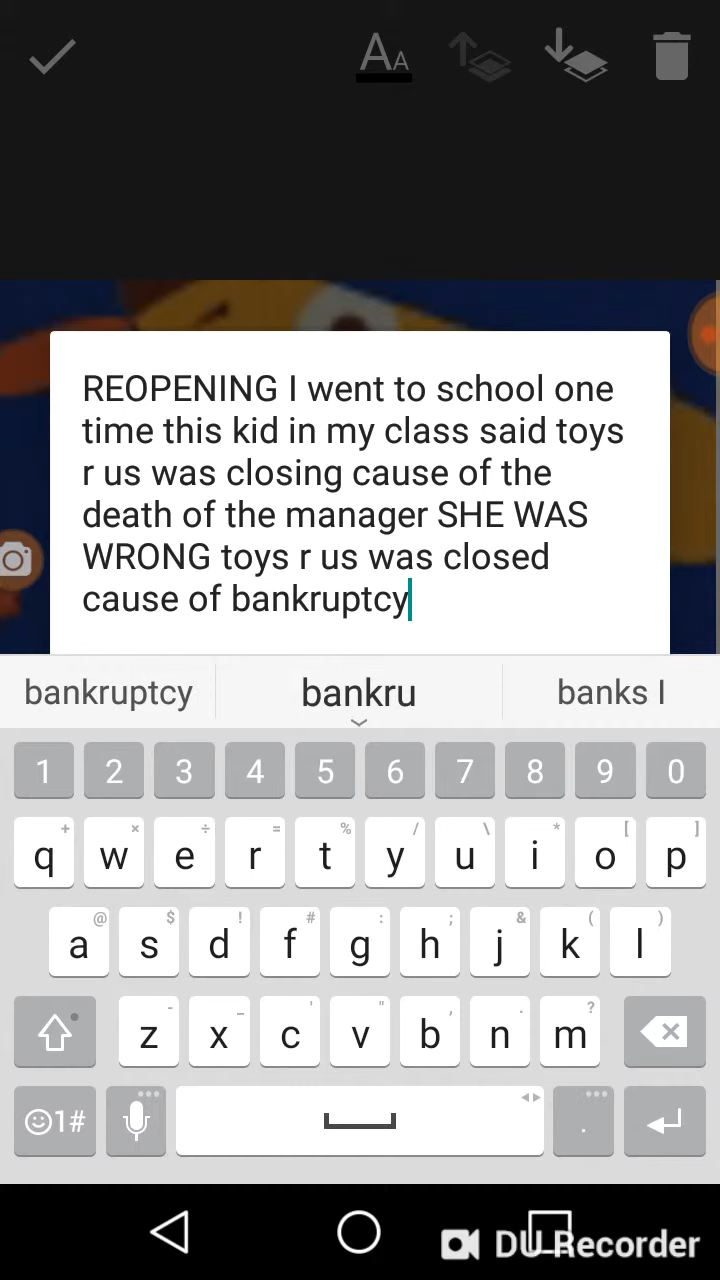 AA
REOPENING I went to school one
time this kid in my class said toys
r us was closing cause of the
death of the manager SHE WAS
WRONG toys r us was closed
cause of bankruptcy
bankruptcy bankru banks I
1 2 3 4 5 6 7 8 9 0
+ × ÷ = % / \ * [ ]
q w e r t y u i o p
@ $ ! # : ; & ( )
a s d f g h j k l
- _ ' " , . ?
z x c v b n m
1# .
DU Recorder